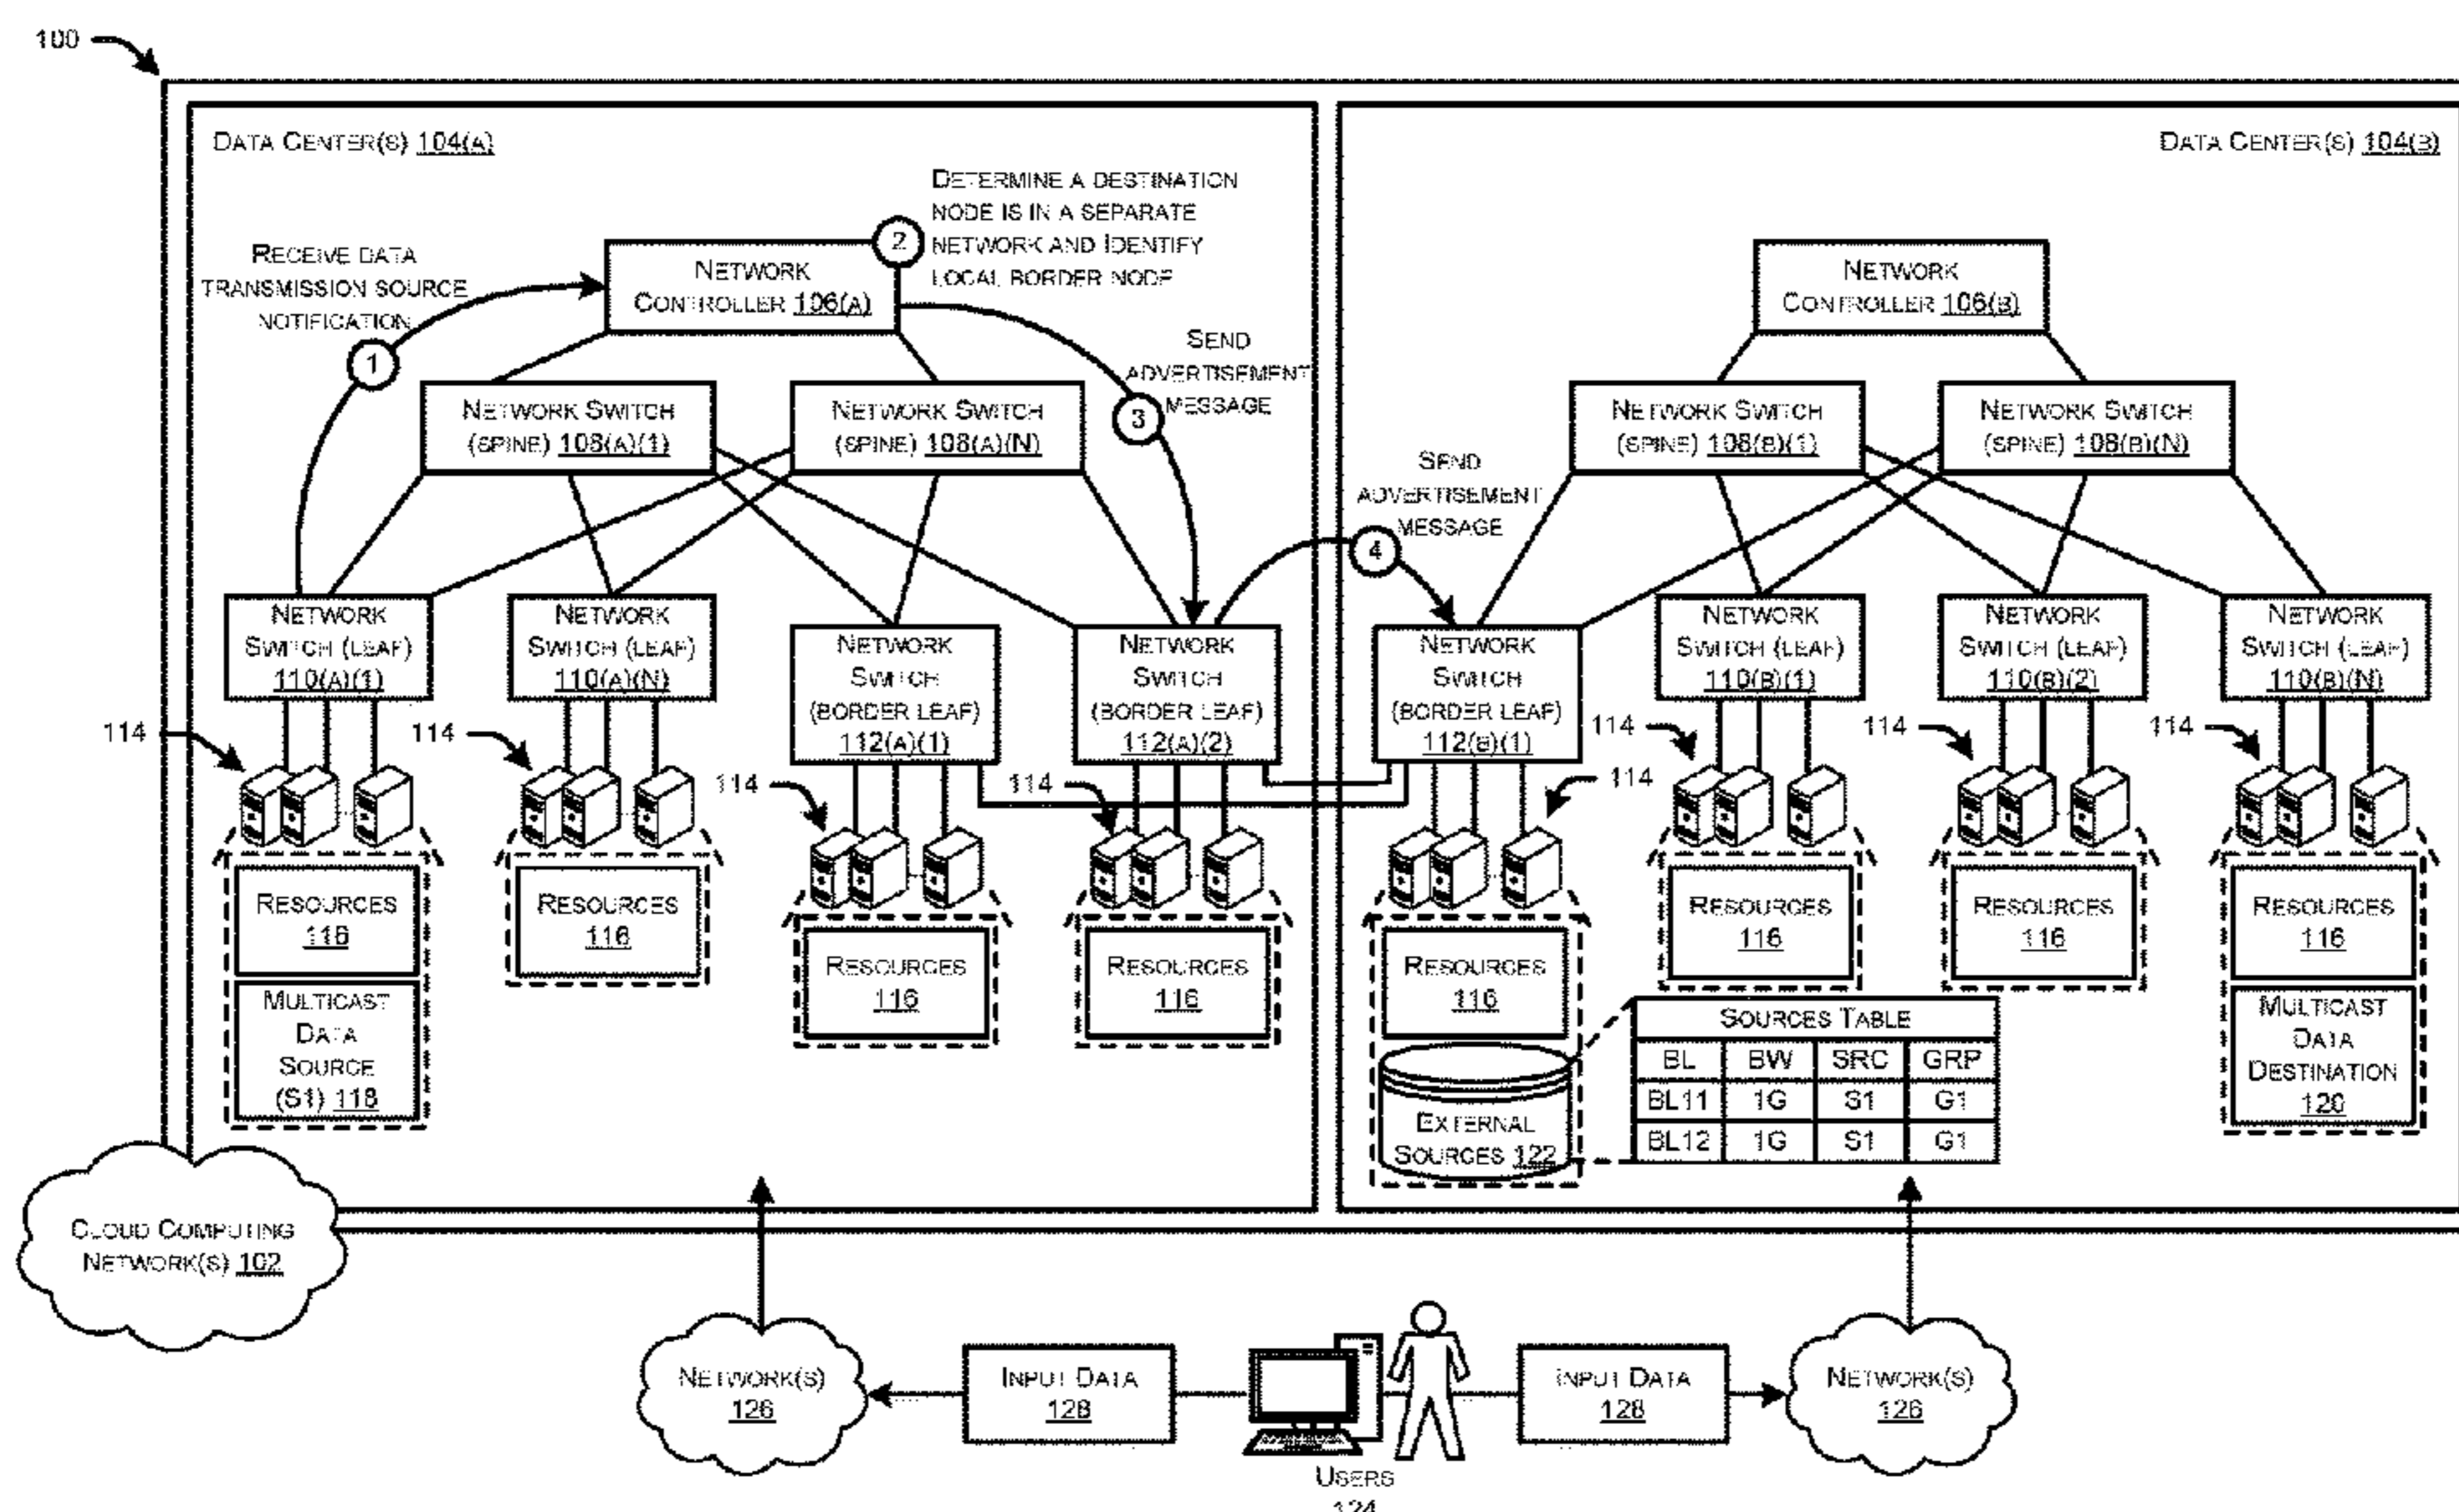 100
DATA CENTER(S) 104(A)
DATA CENTER(S) 104(B)
DETERMINE A DESTINATION
NODE IS IN A SEPARATE
NETWORK AND IDENTIFY
LOCAL BORDER NODE
2
RECEIVE DATA
TRANSMISSION SOURCE
NOTIFICATION
1
NETWORK
CONTROLLER 106(A)
NETWORK
CONTROLLER 106(B)
SEND
ADVERTISEMENT
MESSAGE
3
NETWORK SWITCH
(SPINE) 108(A)(1)
NETWORK SWITCH
(SPINE) 108(A)(N)
NETWORK SWITCH
(SPINE) 108(B)(1)
NETWORK SWITCH
(SPINE) 108(B)(N)
SEND
ADVERTISEMENT
MESSAGE
4
NETWORK
SWITCH (LEAF)
110(A)(1)
NETWORK
SWITCH (LEAF)
110(A)(N)
NETWORK
SWITCH
(BORDER LEAF)
112(A)(1)
NETWORK
SWITCH
(BORDER LEAF)
112(A)(2)
NETWORK
SWITCH
(BORDER LEAF)
112(B)(1)
NETWORK
SWITCH (LEAF)
110(B)(1)
NETWORK
SWITCH (LEAF)
110(B)(2)
NETWORK
SWITCH (LEAF)
110(B)(N)
114
114
114
114
114
114
114
114
RESOURCES
116
MULTICAST
DATA
SOURCE
(S1) 118
RESOURCES
116
RESOURCES
116
RESOURCES
116
RESOURCES
116
EXTERNAL
SOURCES 122
RESOURCES
116
RESOURCES
116
RESOURCES
116
MULTICAST
DATA
DESTINATION
120
SOURCES TABLE
BL BW SRC GRP
BL11 1G S1 G1
BL12 1G S1 G1
CLOUD COMPUTING
NETWORK(S) 102
NETWORK(S)
126
INPUT DATA
128
USERS
124
INPUT DATA
128
NETWORK(S)
126